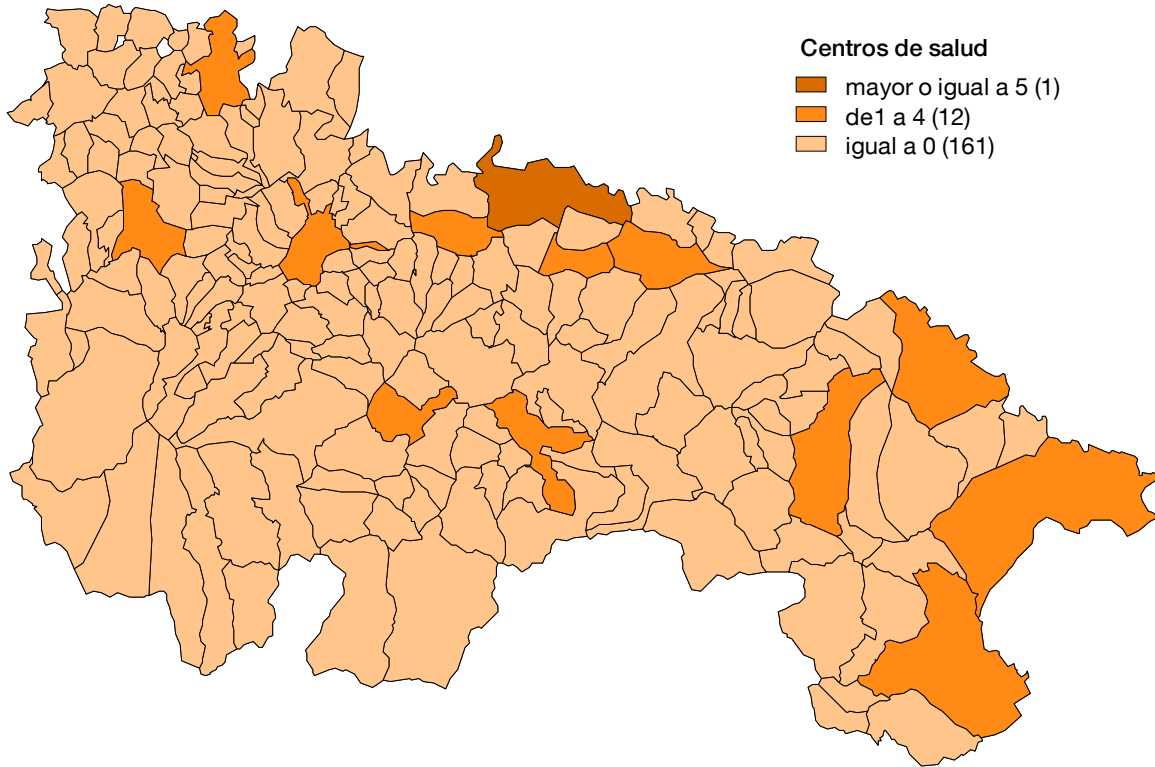 Centros de salud
mayor o igual a 5 (1)
de1 a 4 (12)
igual a 0 (161)